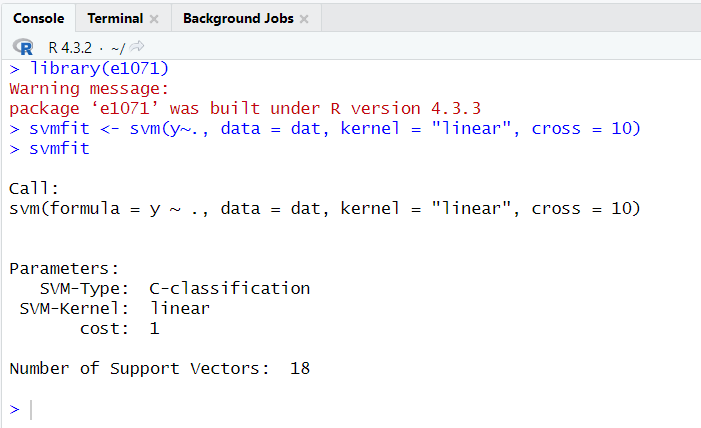 Console Terminal Background Jobs
R R 4.3.2 · ~/
> library(e1071)
Warning message:
package ‘e1071’ was built under R version 4.3.3
> svmfit <- svm(y~., data = dat, kernel = "linear", cross = 10)
> svmfit
Call:
svm(formula = y ~ ., data = dat, kernel = "linear", cross = 10)
Parameters:
SVM-Type: C-classification
SVM-Kernel: linear
cost: 1
Number of Support Vectors: 18
>